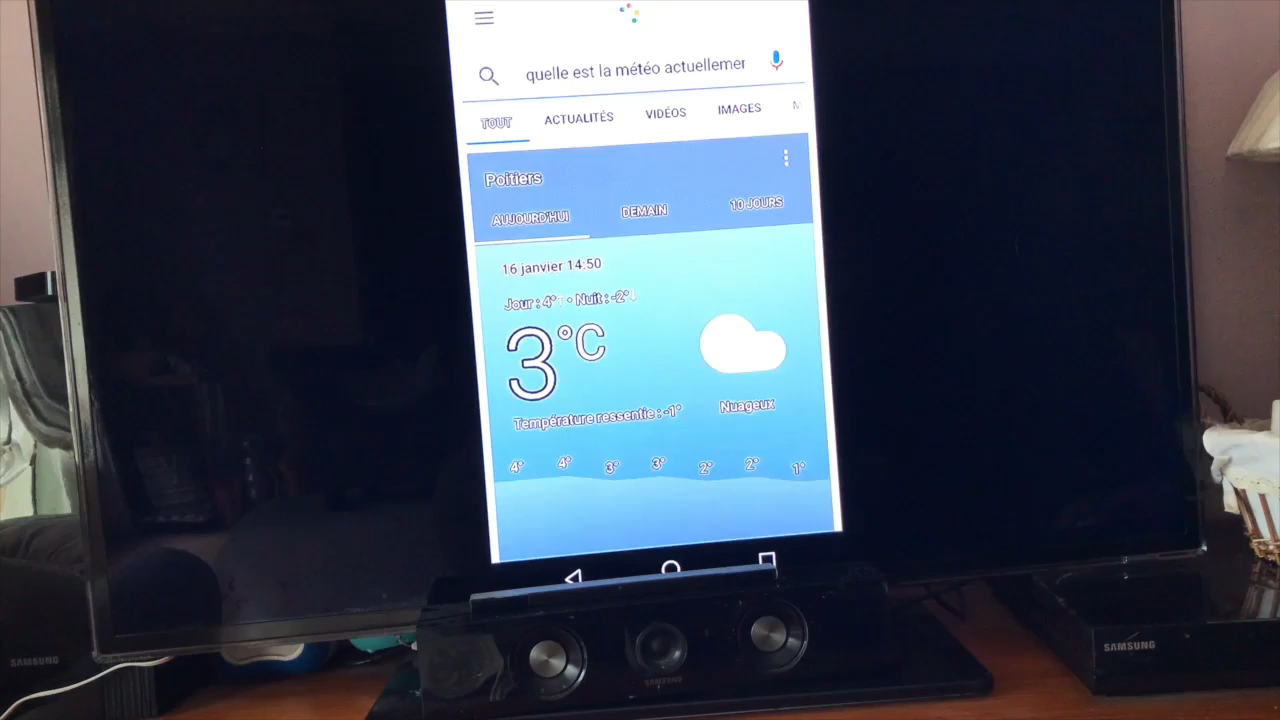 quelle est la météo actuellemer
TOUT ACTUALITÉS VIDÉOS IMAGES M
Poitiers
AUJOURD'HUI DEMAIN 10 JOURS
16 janvier 14:50
Jour : 4°↑ • Nuit : -2°↓
3°C
Température ressentie : -1° Nuageux
4° 4° 3° 3° 2° 2° 1°
SAMSUNG
SAMSUNG
SAMSUNG